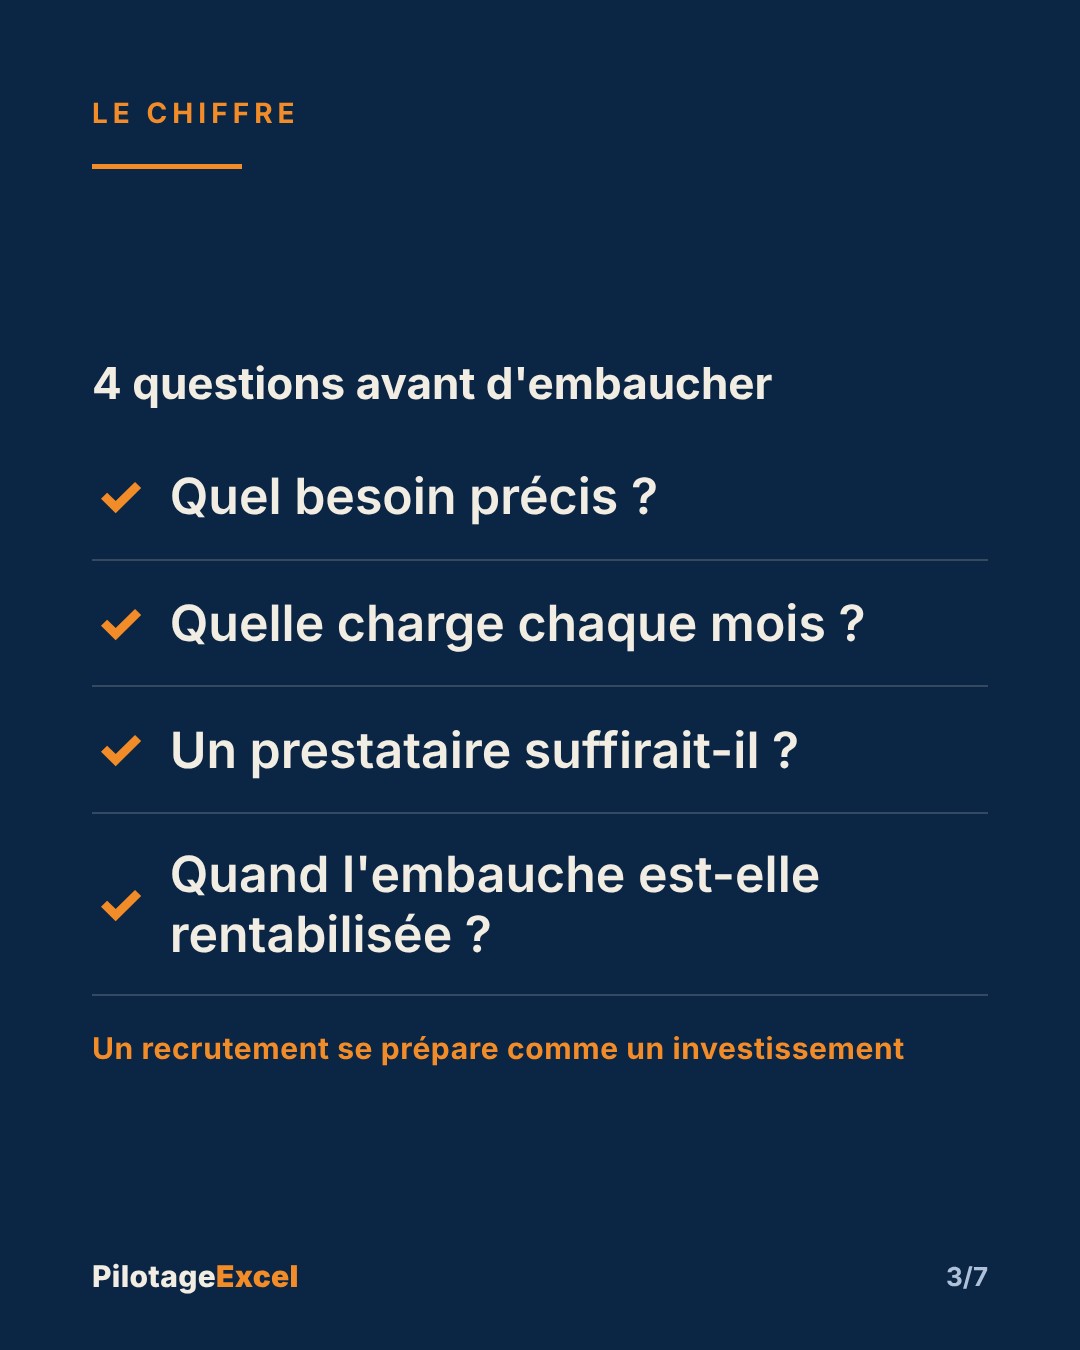 LE CHIFFRE
4 questions avant d'embaucher
Quel besoin précis ?
Quelle charge chaque mois ?
Un prestataire suffirait-il ?
Quand l'embauche est-elle
rentabilisée ?
Un recrutement se prépare comme un investissement
PilotageExcel
3/7